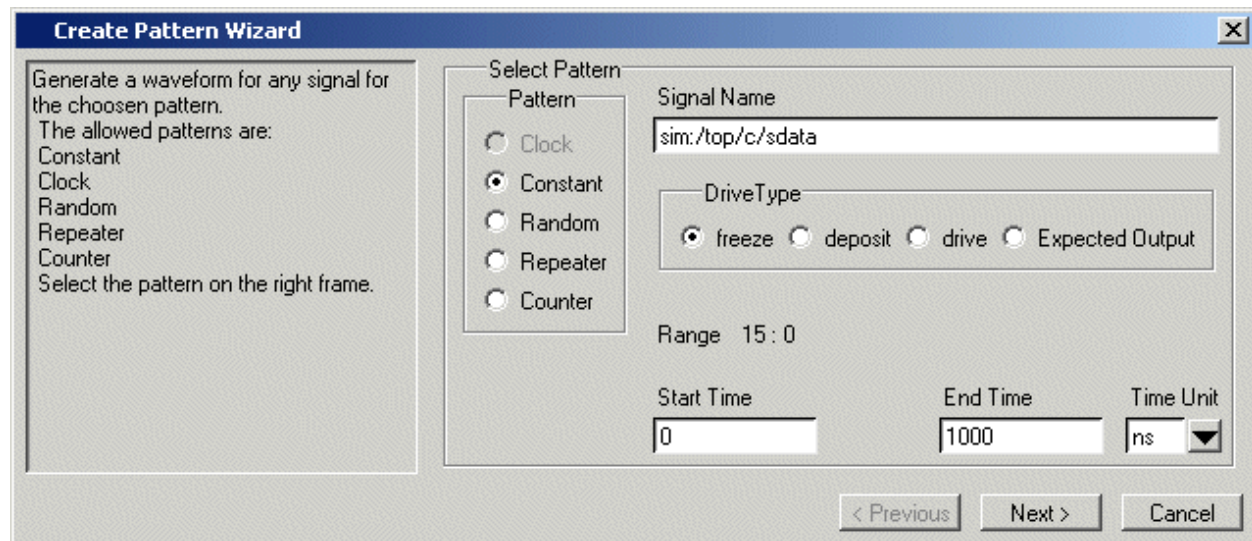 Create Pattern Wizard
Generate a waveform for any signal for
the choosen pattern.
The allowed patterns are:
Constant
Clock
Random
Repeater
Counter
Select the pattern on the right frame.
Select Pattern
Pattern
Clock
Constant
Random
Repeater
Counter
Signal Name
sim:/top/c/sdata
DriveType
freeze deposit drive Expected Output
Range 15 : 0
Start Time End Time Time Unit
0 1000 ns
< Previous Next > Cancel